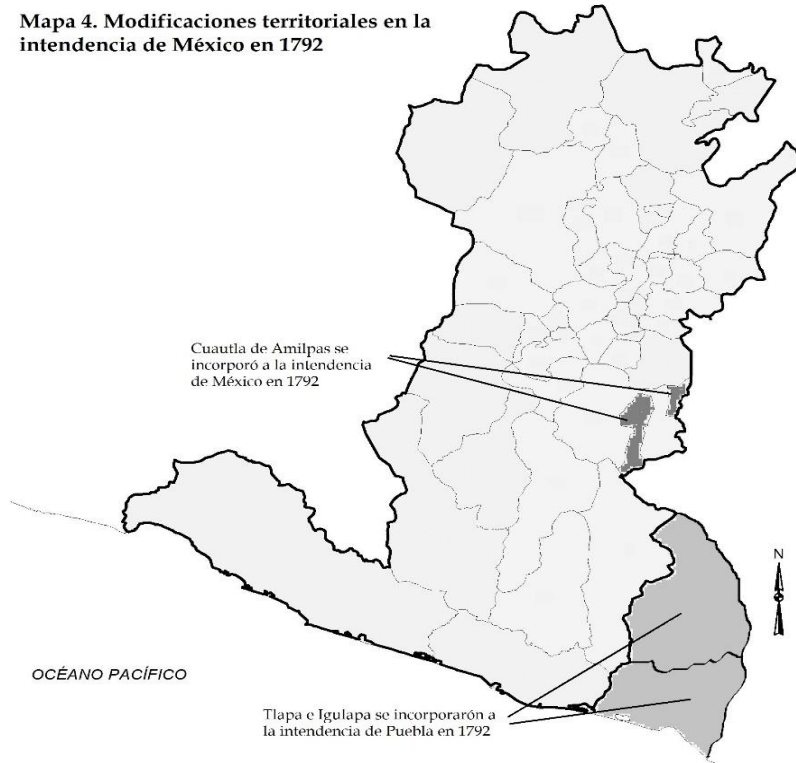 Mapa 4. Modificaciones territoriales en la
intendencia de México en 1792
Cuautla de Amilpas se
incorporó a la intendencia
de México en 1792
N
OCÉANO PACÍFICO
Tlapa e Igulapa se incorporarón a
la intendencia de Puebla en 1792